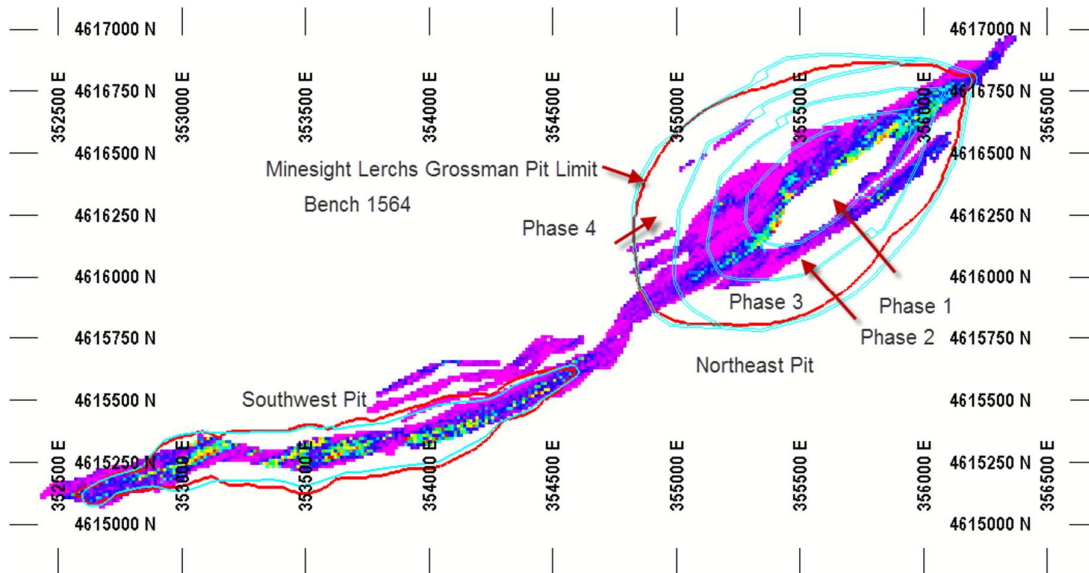 4617000 N
4617000 N
352500 E
353000 E
353500 E
354000 E
354500 E
355000 E
355500 E
356000 E
356500 E
4616750 N
4616750 N
4616500 N
4616500 N
Minesight Lerchs Grossman Pit Limit
Bench 1564
4616250 N
4616250 N
Phase 4
4616000 N
4616000 N
Phase 3
Phase 1
Phase 2
4615750 N
4615750 N
Northeast Pit
Southwest Pit
4615500 N
4615500 N
4615250 N
4615250 N
352500 E
353000 E
353500 E
354000 E
354500 E
355000 E
355500 E
356000 E
356500 E
4615000 N
4615000 N